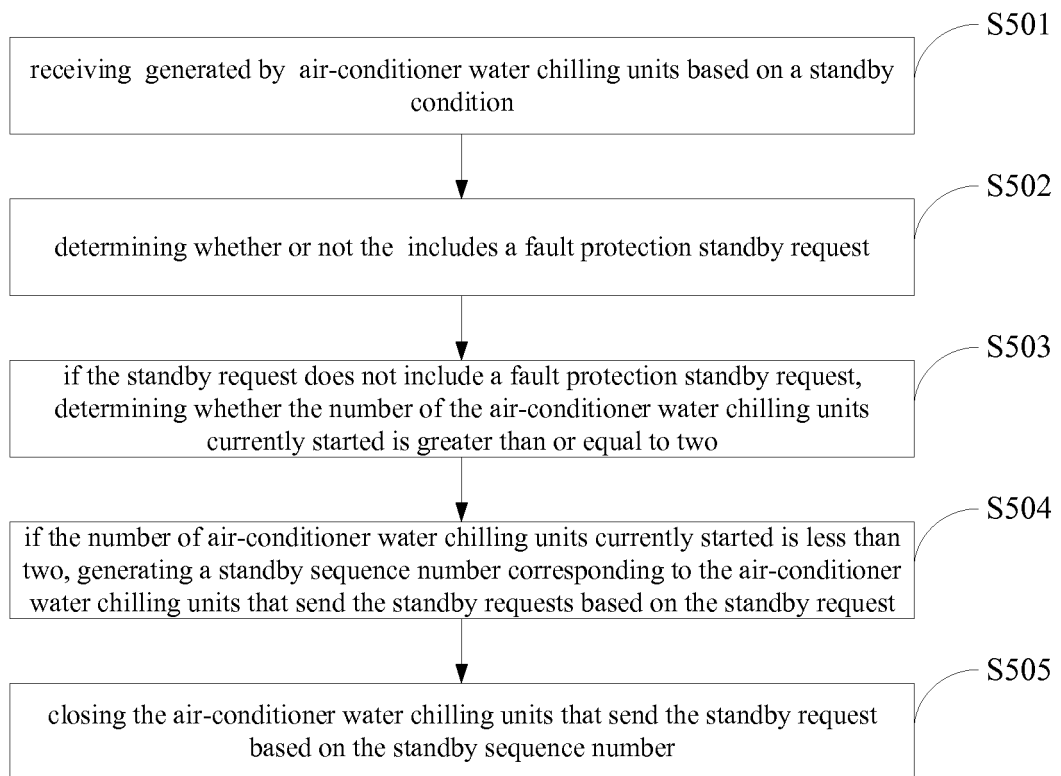 S501
receiving generated by air-conditioner water chilling units based on a standby
condition
S502
determining whether or not the includes a fault protection standby request
S503
if the standby request does not include a fault protection standby request,
determining whether the number of the air-conditioner water chilling units
currently started is greater than or equal to two
S504
if the number of air-conditioner water chilling units currently started is less than
two, generating a standby sequence number corresponding to the air-conditioner
water chilling units that send the standby requests based on the standby request
S505
closing the air-conditioner water chilling units that send the standby request
based on the standby sequence number